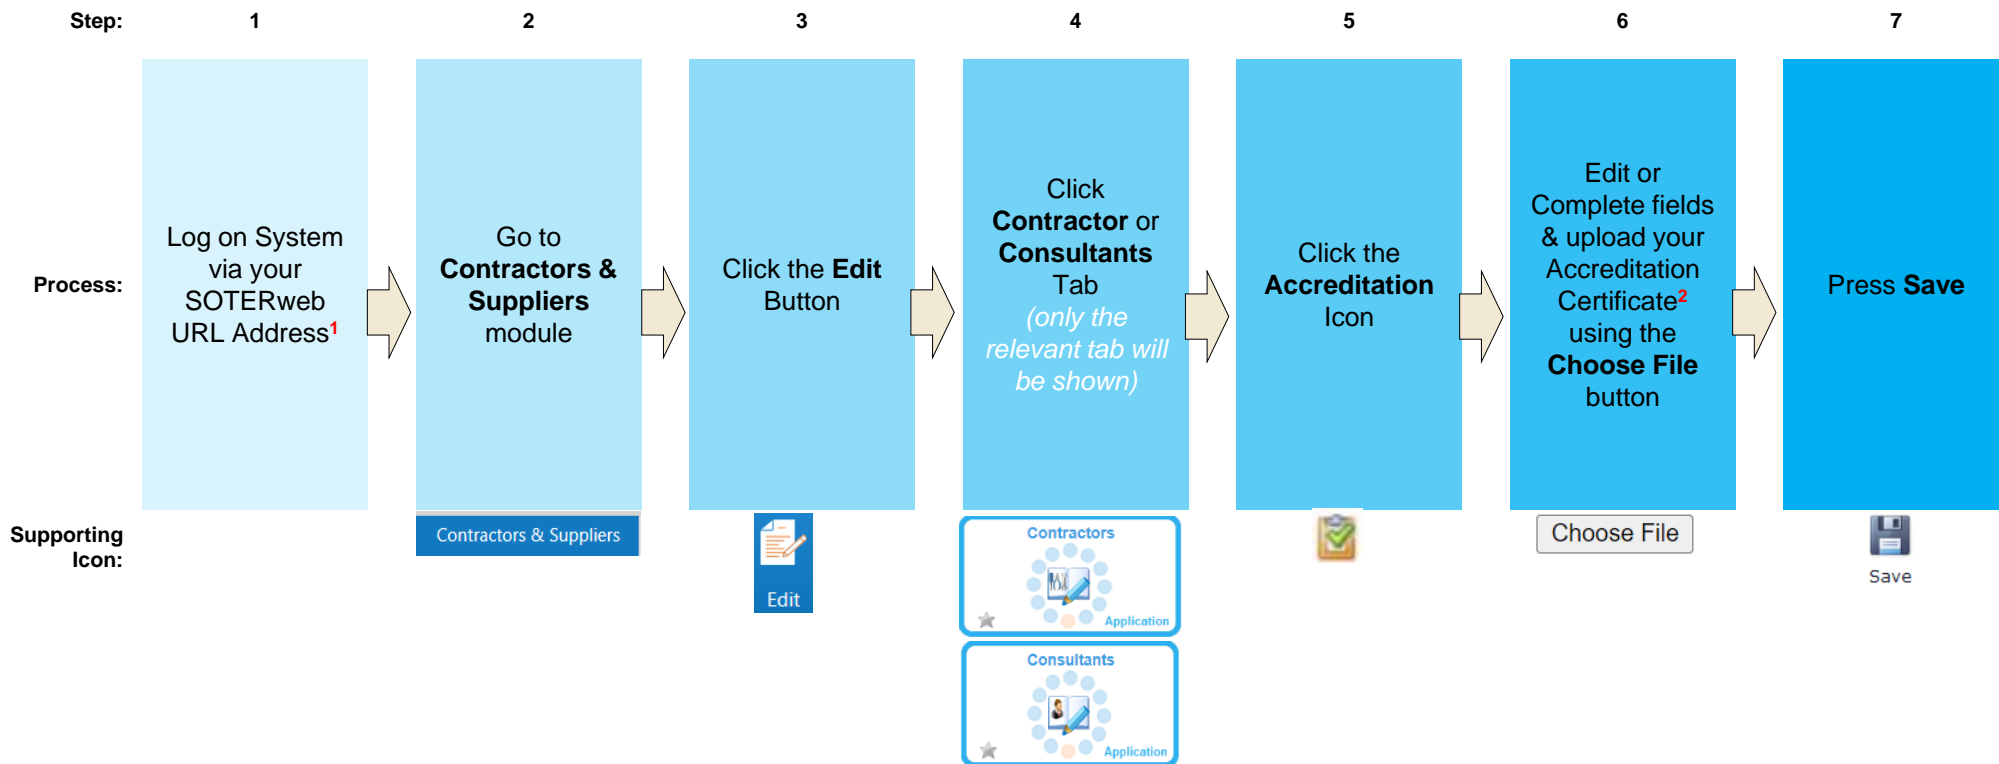 Step:
1
2
3
4
5
6
7
Process:
Log on System
via your
SOTERweb
URL Address1
Go to
Contractors &
Suppliers
module
Click the Edit
Button
Click
Contractor or
Consultants
Tab
(only the
relevant tab will
be shown)
Click the
Accreditation
Icon
Edit or
Complete fields
& upload your
Accreditation
Certificate2
using the
Choose File
button
Press Save
Supporting
Icon:
Contractors & Suppliers
Edit
Contractors
Application
Consultants
Application
Choose File
Save